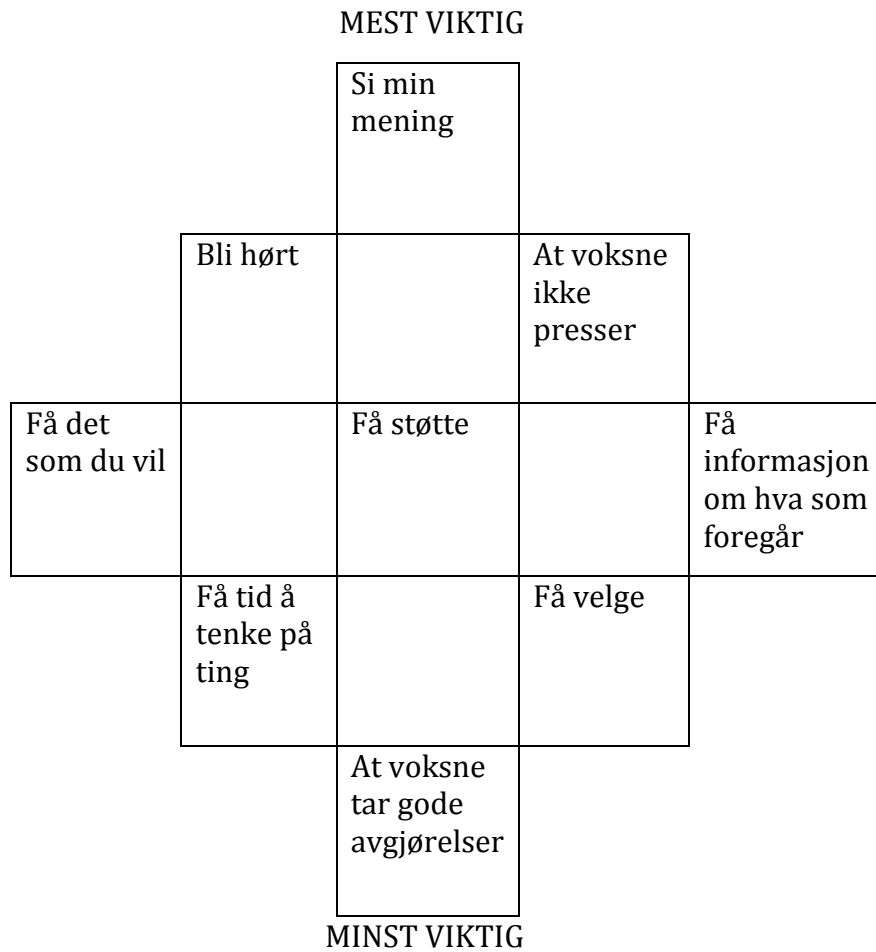 MEST VIKTIG
Si min
mening
Bli hørt
At voksne
ikke
presser
Få det
som du vil
Få støtte
Få
informasjon
om hva som
foregår
Få tid å
tenke på
ting
Få velge
At voksne
tar gode
avgjørelser
MINST VIKTIG